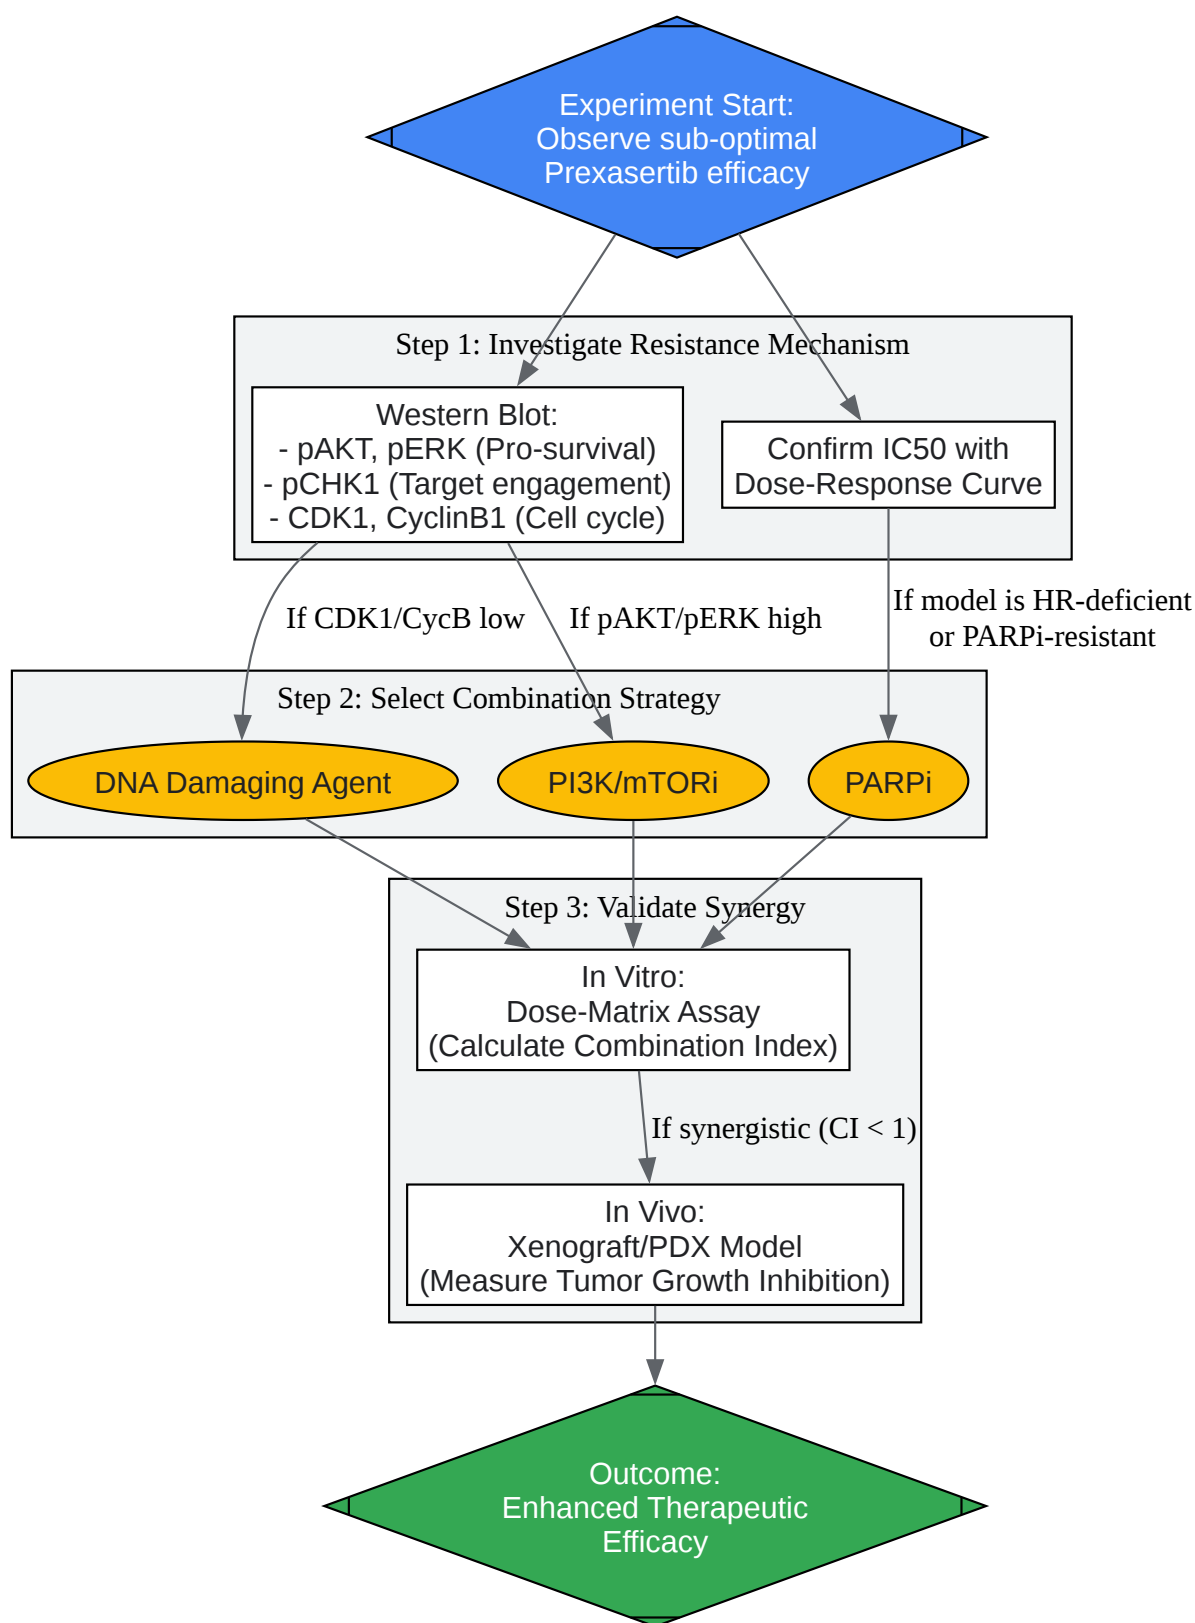 Experiment Start:
Observe sub-optimal
Prexasertib efficacy
Step 1: Investigate Resistance Mechanism
Western Blot:
- pAKT, pERK (Pro-survival)
- pCHK1 (Target engagement)
- CDK1, CyclinB1 (Cell cycle)
Confirm IC50 with
Dose-Response Curve
If CDK1/CycB low
If pAKT/pERK high
If model is HR-deficient
or PARPi-resistant
Step 2: Select Combination Strategy
DNA Damaging Agent
PI3K/mTORi
PARPi
Step 3: Validate Synergy
In Vitro:
Dose-Matrix Assay
(Calculate Combination Index)
If synergistic (CI < 1)
In Vivo:
Xenograft/PDX Model
(Measure Tumor Growth Inhibition)
Outcome:
Enhanced Therapeutic
Efficacy